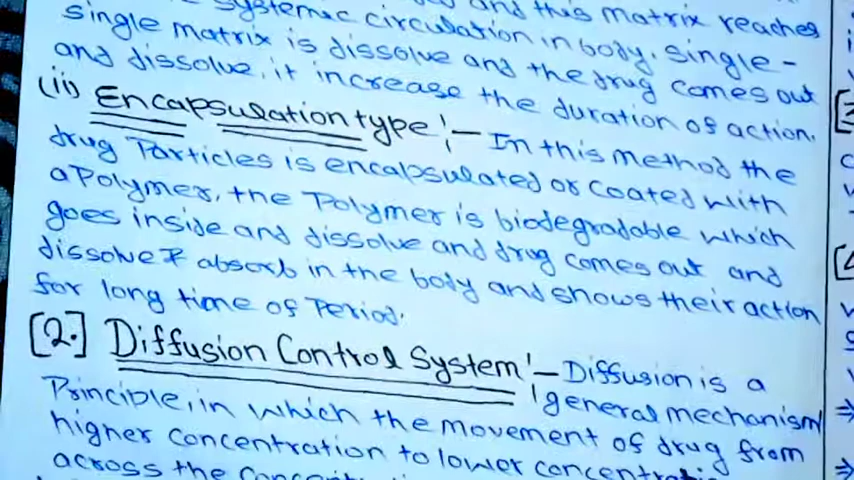 systemic circulation in body. Single-
and this matrix reaches
single matrix is dissolve and the drug comes out
and dissolve, it increase the duration of action.
(ii) Encapsulation type:- In this method the
drug Particles is encalpsulated or coated with
a Polymer, the Polymer is biodegradable which
goes inside and dissolve and drug comes out and
dissolve & absorb in the body and shows their action
for long time of Period.
[2.] Diffusion Control System:- Diffusion is a
general mechanism
Principle, in which the movement of drug from
higher concentration to lower
across the